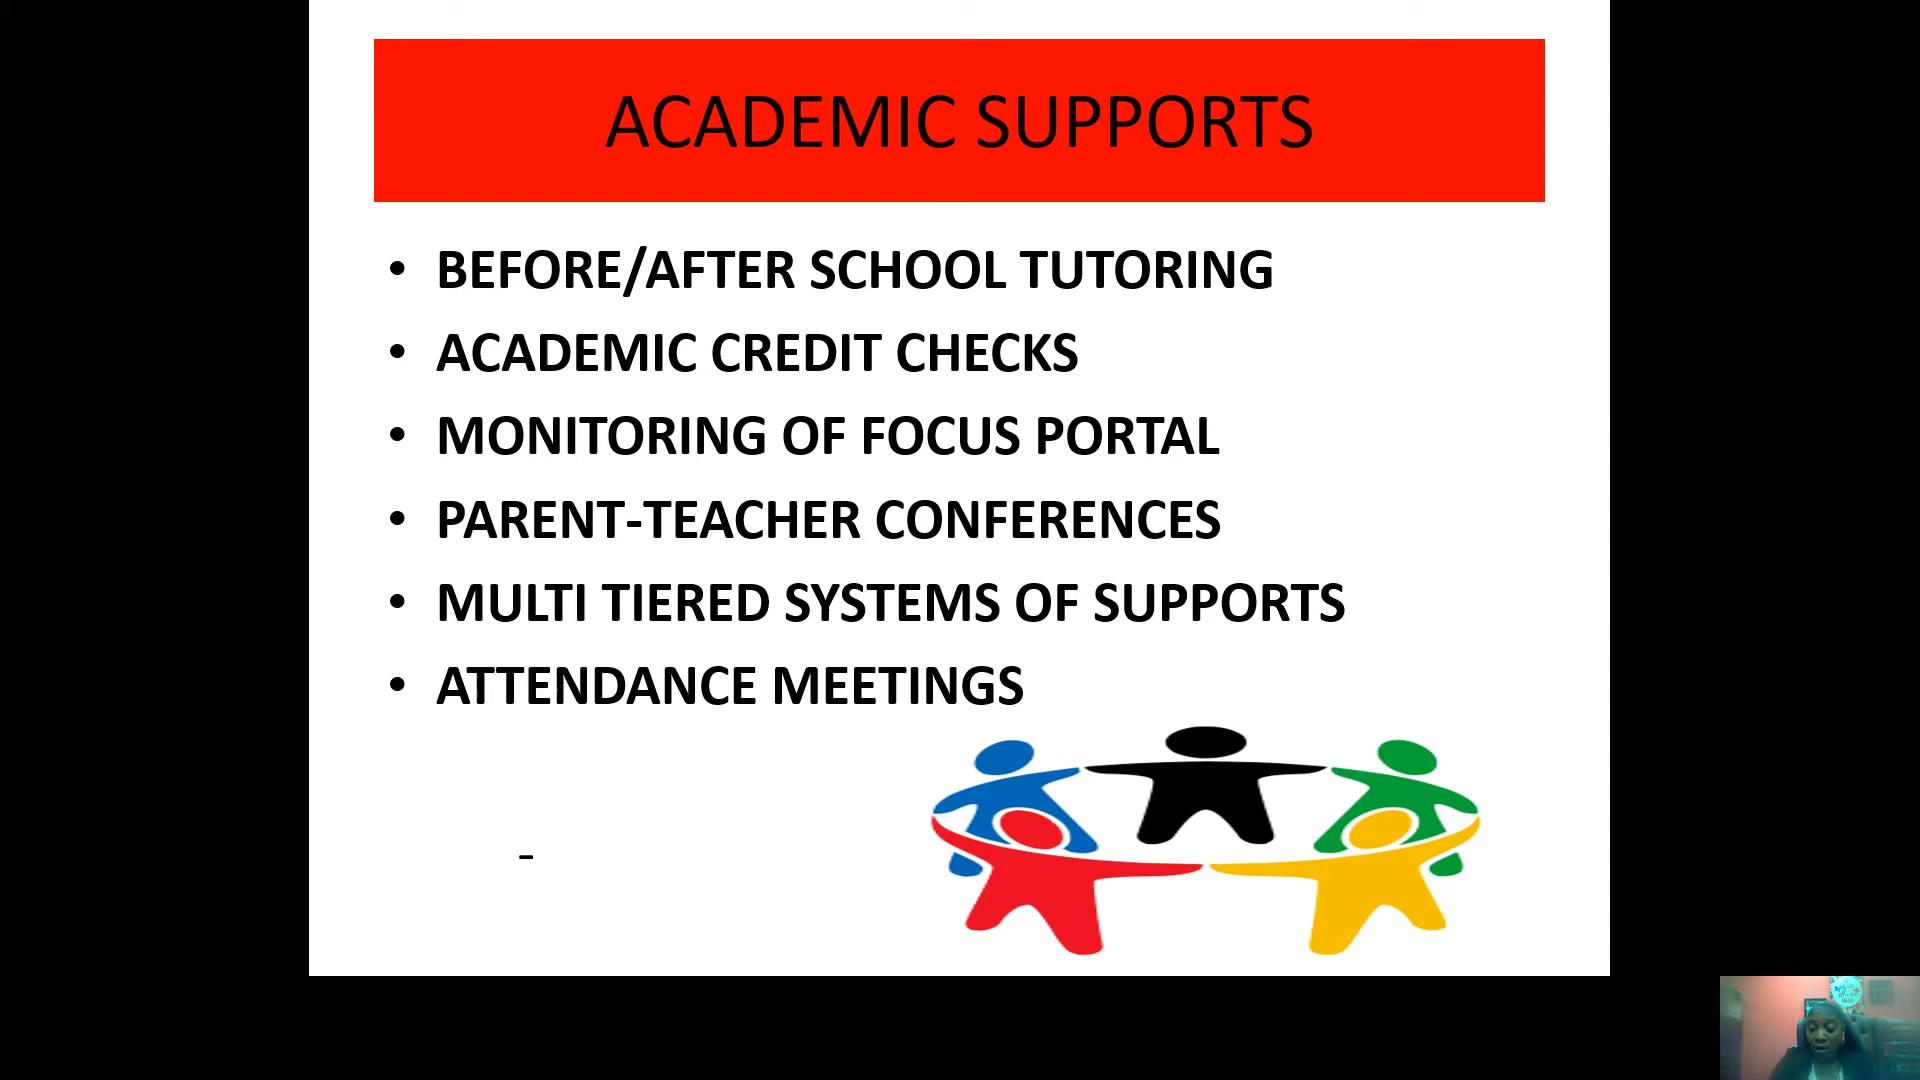 ACADEMIC SUPPORTS
• BEFORE/AFTER SCHOOL TUTORING
• ACADEMIC CREDIT CHECKS
• MONITORING OF FOCUS PORTAL
• PARENT-TEACHER CONFERENCES
• MULTI TIERED SYSTEMS OF SUPPORTS
• ATTENDANCE MEETINGS
-